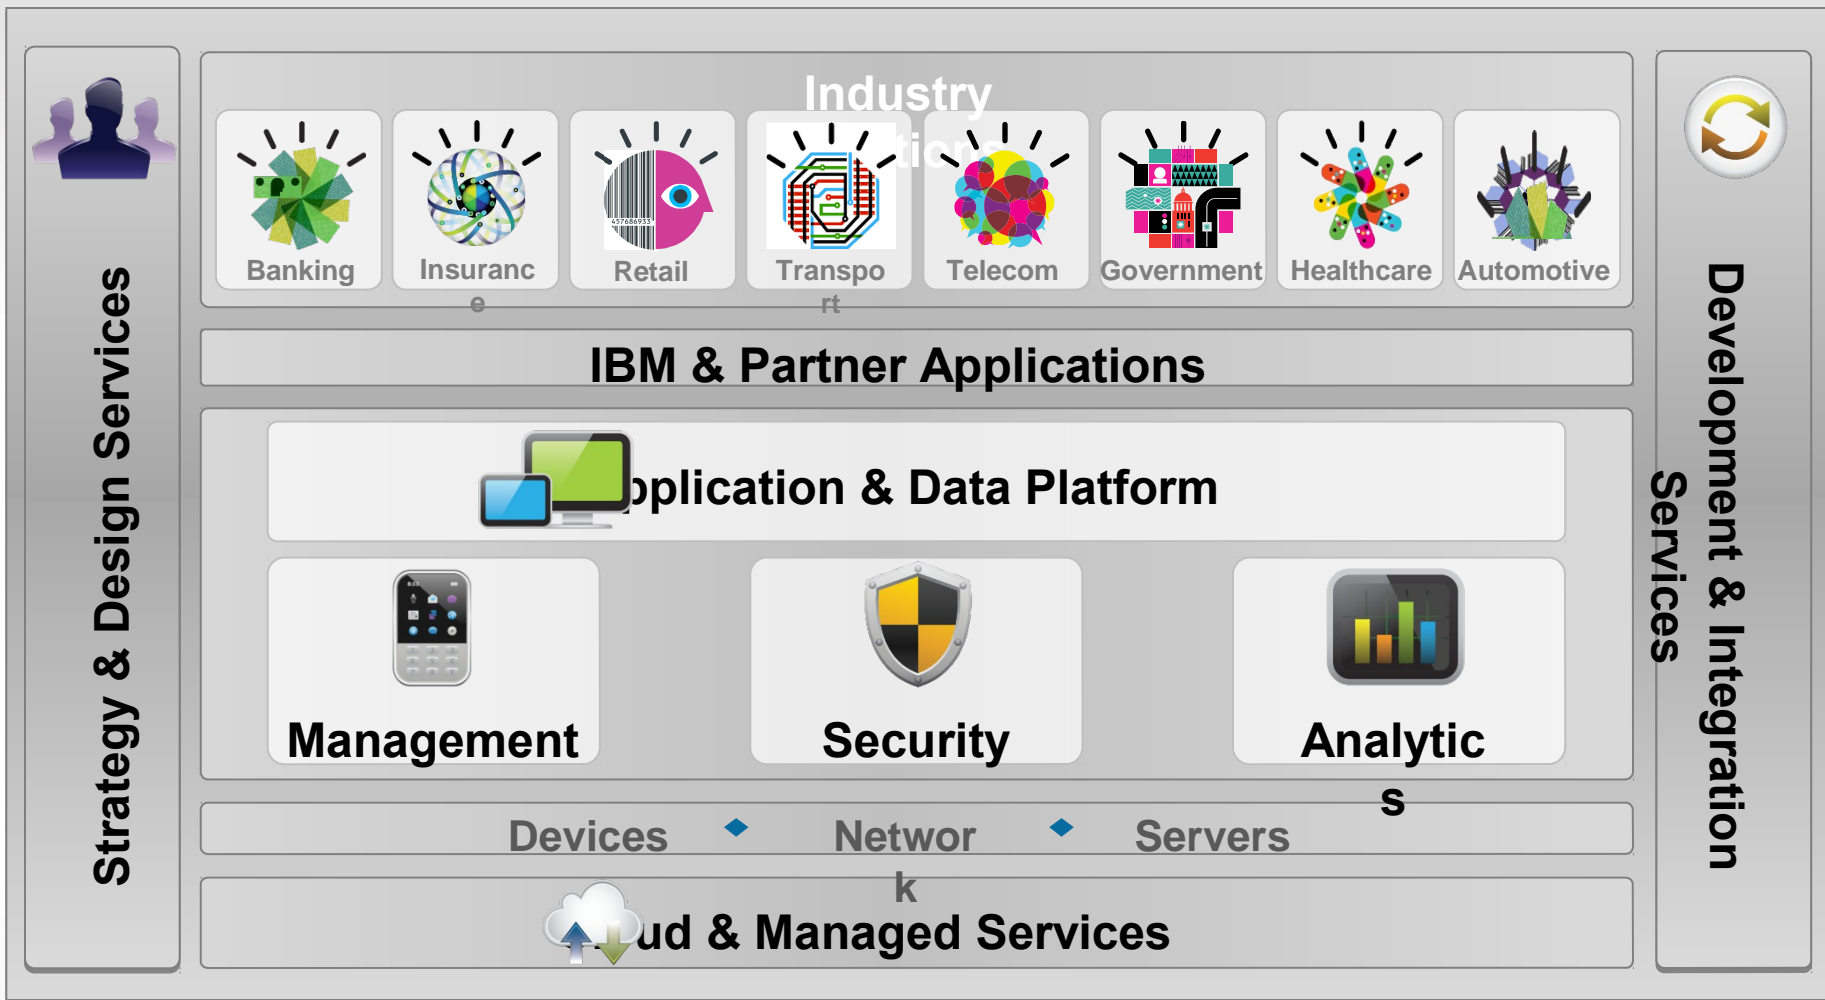 Industry
tions
Banking
Insuranc
e
Retail
457686933
Transpo
rt
Telecom
Government
Healthcare
Automotive
Strategy & Design Services
IBM & Partner Applications
pplication & Data Platform
Management
Security
Analytic
s
Devices
Networ
k
Servers
ud & Managed Services
Development & Integration
Services